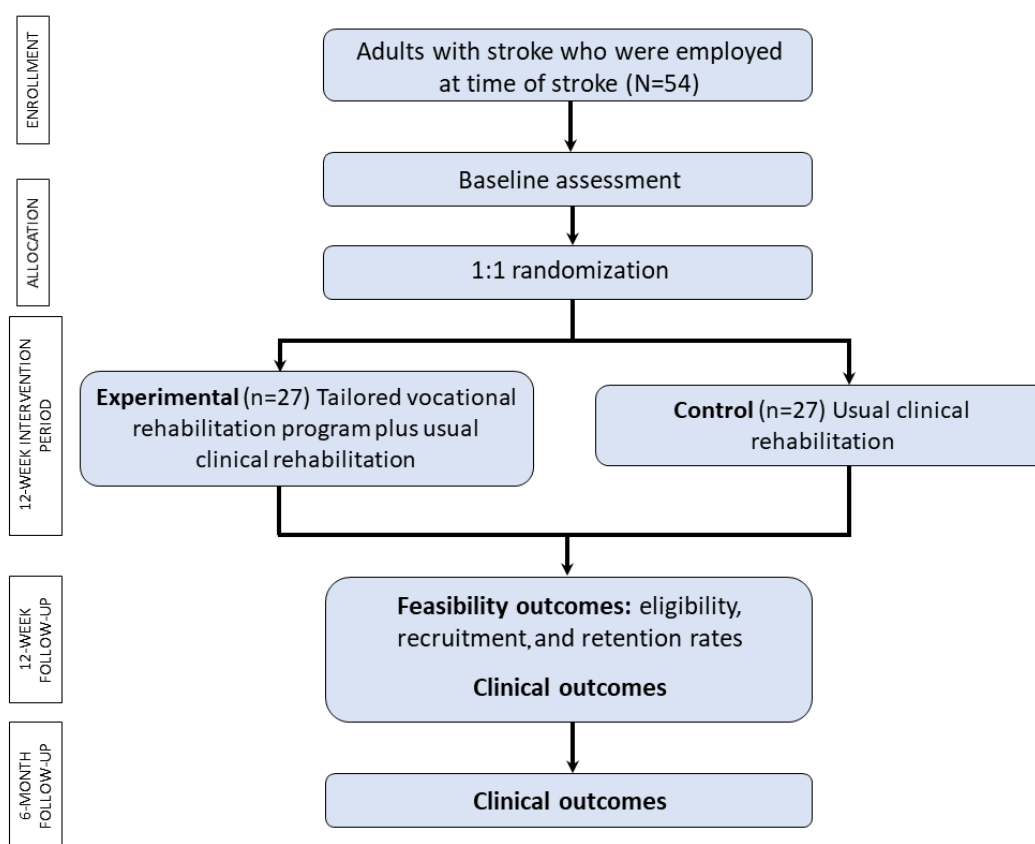 ENROLLMENT
Adults with stroke who were employed
at time of stroke (N=54)
Baseline assessment
ALLOCATION
1:1 randomization
12-WEEK INTERVENTION
PERIOD
Experimental (n=27) Tailored vocational
rehabilitation program plus usual
clinical rehabilitation
Control (n=27) Usual clinical
rehabilitation
12-WEEK
FOLLOW-UP
Feasibility outcomes: eligibility,
recruitment, and retention rates
Clinical outcomes
6-MONTH
FOLLOW-UP
Clinical outcomes